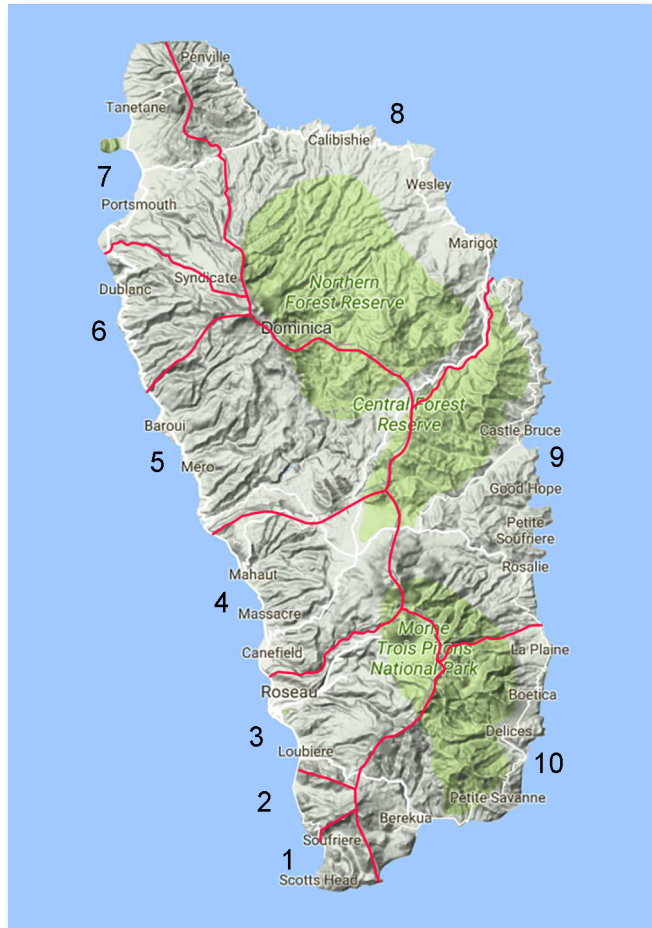 Penville
Tanetane
8
Calibishie
7
Wesley
Portsmouth
Marigot
Syndicate
Dublanc
Northern
Forest Reserve
6
Dominica
Central Forest
Reserve
Baroui
Castle Bruce
5
Mero
9
Good Hope
Petite
Soufriere
Rosalie
Mahaut
4
Massacre
Morne
Trois Pitons
National Park
Canefield
La Plaine
Roseau
Boetica
3
Delices
Loubiere
10
2
Petite Savanne
Berekua
Soufriere
1
Scotts Head